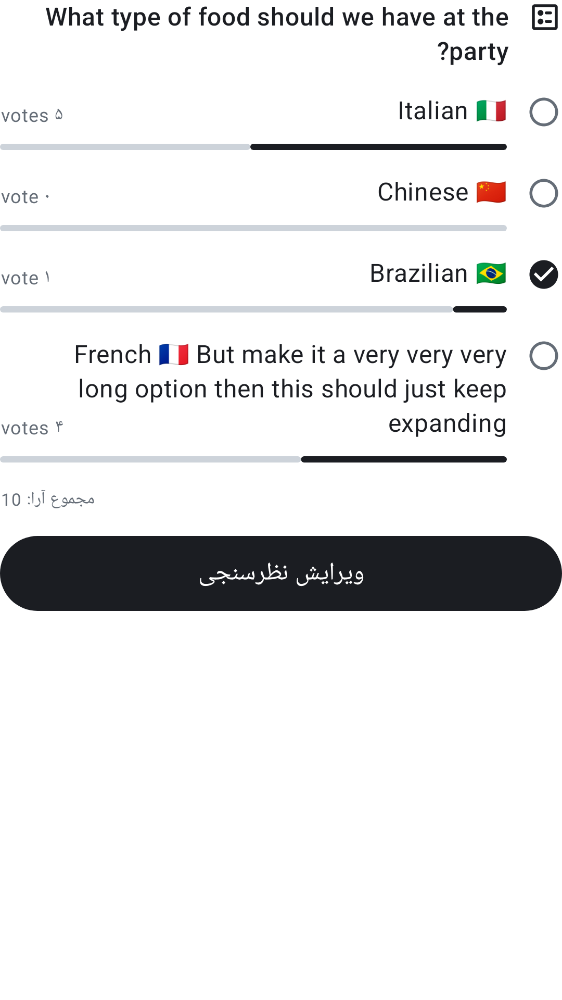 What type of food should we have at the
party?
Italian 🇮🇹
۵ votes
Chinese 🇨🇳
۰ vote
Brazilian 🇧🇷
۱ vote
French 🇫🇷 But make it a very very very
long option then this should just keep
expanding
۴ votes
مجموع آرا: 10
ویرایش نظرسنجی